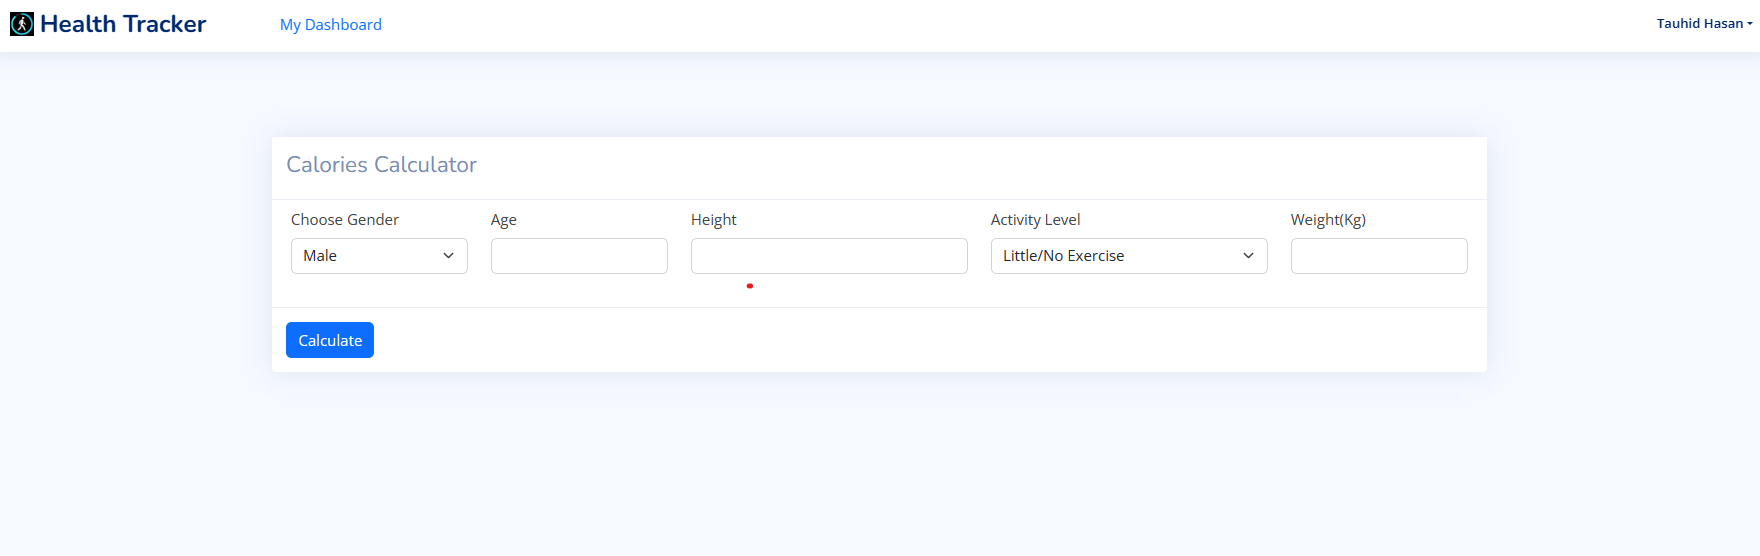 Health Tracker
My Dashboard
Tauhid Hasan
Calories Calculator
Choose Gender
Age
Height
Activity Level
Weight(Kg)
Male
Little/No Exercise
Calculate